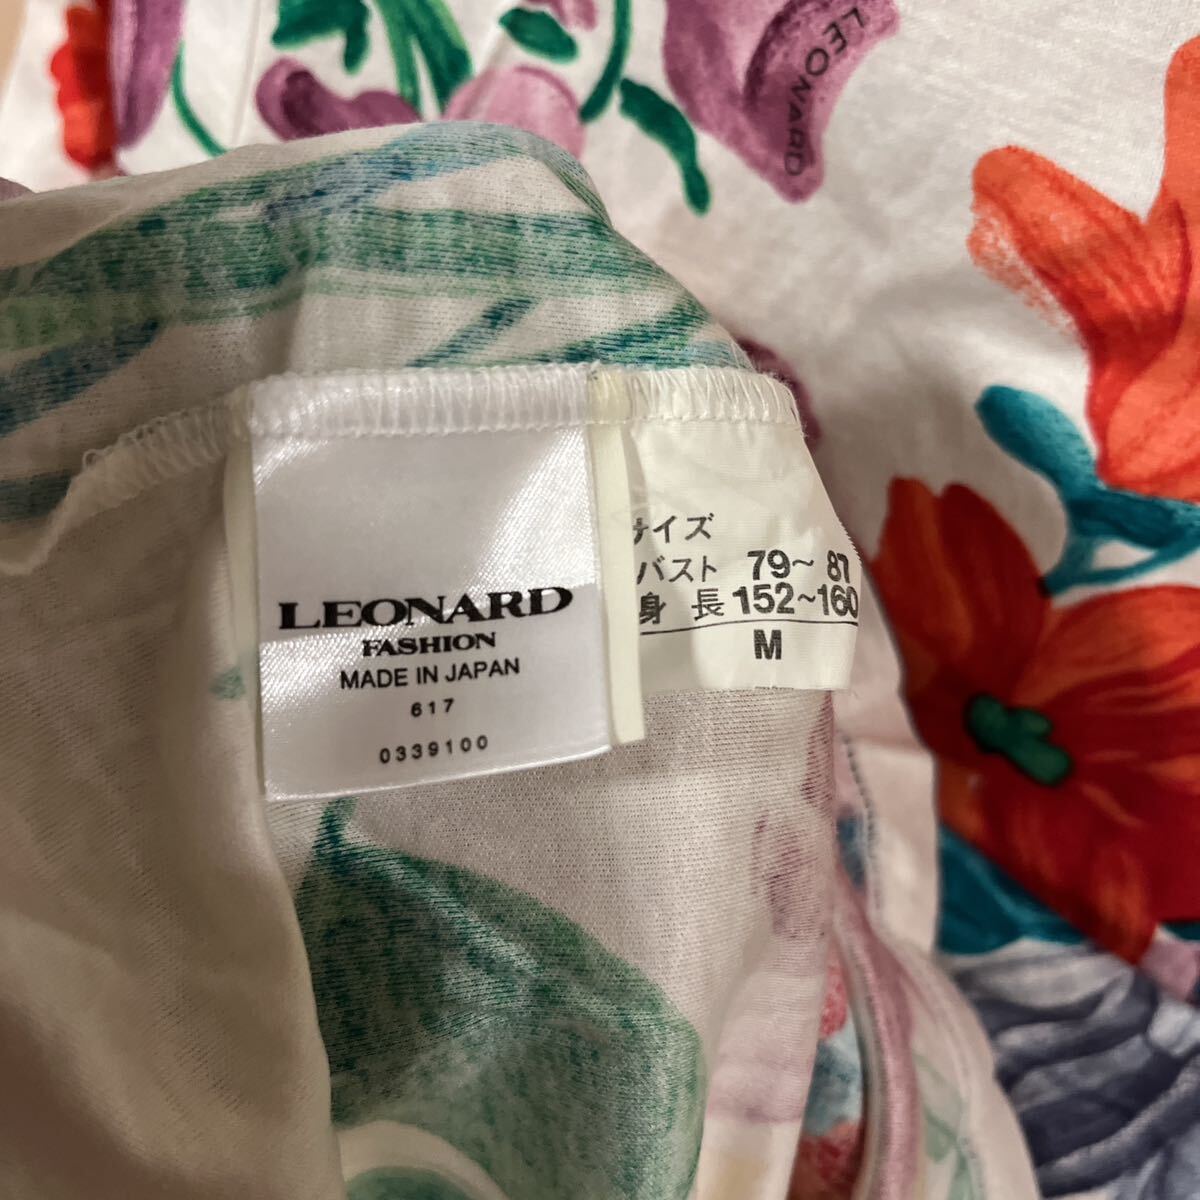 LEONARD
LEONARD
FASHION
MADE IN JAPAN
617
0339100
サイズ
バスト 79～87
身長 152～160
M